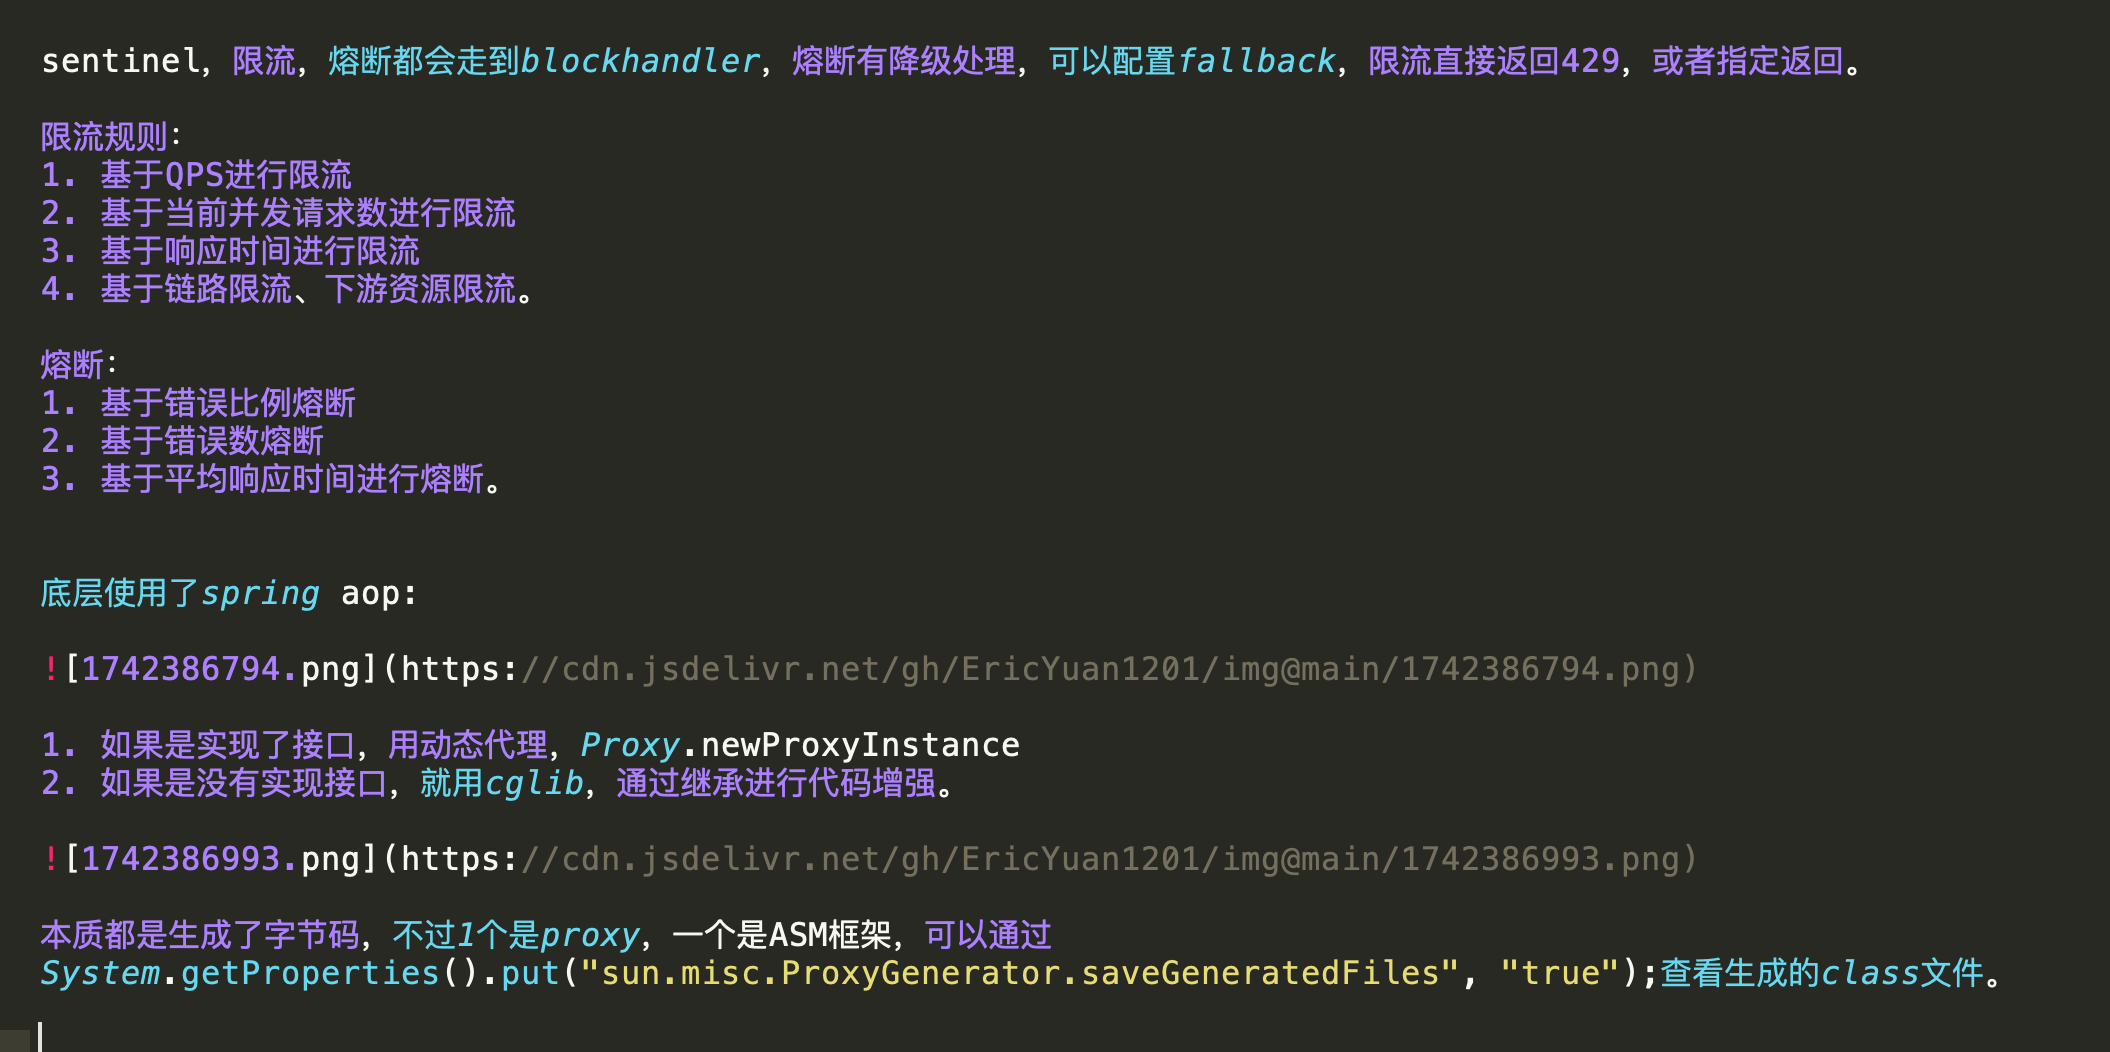 sentinel，限流，熔断都会走到blockhandler，熔断有降级处理，可以配置fallback，限流直接返回429，或者指定返回。
限流规则：
1. 基于QPS进行限流
2. 基于当前并发请求数进行限流
3. 基于响应时间进行限流
4. 基于链路限流、下游资源限流。
熔断：
1. 基于错误比例熔断
2. 基于错误数熔断
3. 基于平均响应时间进行熔断。
底层使用了spring aop:
![1742386794.png](https://cdn.jsdelivr.net/gh/EricYuan1201/img@main/1742386794.png)
1. 如果是实现了接口，用动态代理，Proxy.newProxyInstance
2. 如果是没有实现接口，就用cglib，通过继承进行代码增强。
![1742386993.png](https://cdn.jsdelivr.net/gh/EricYuan1201/img@main/1742386993.png)
本质都是生成了字节码，不过1个是proxy，一个是ASM框架，可以通过
System.getProperties().put("sun.misc.ProxyGenerator.saveGeneratedFiles", "true");查看生成的class文件。